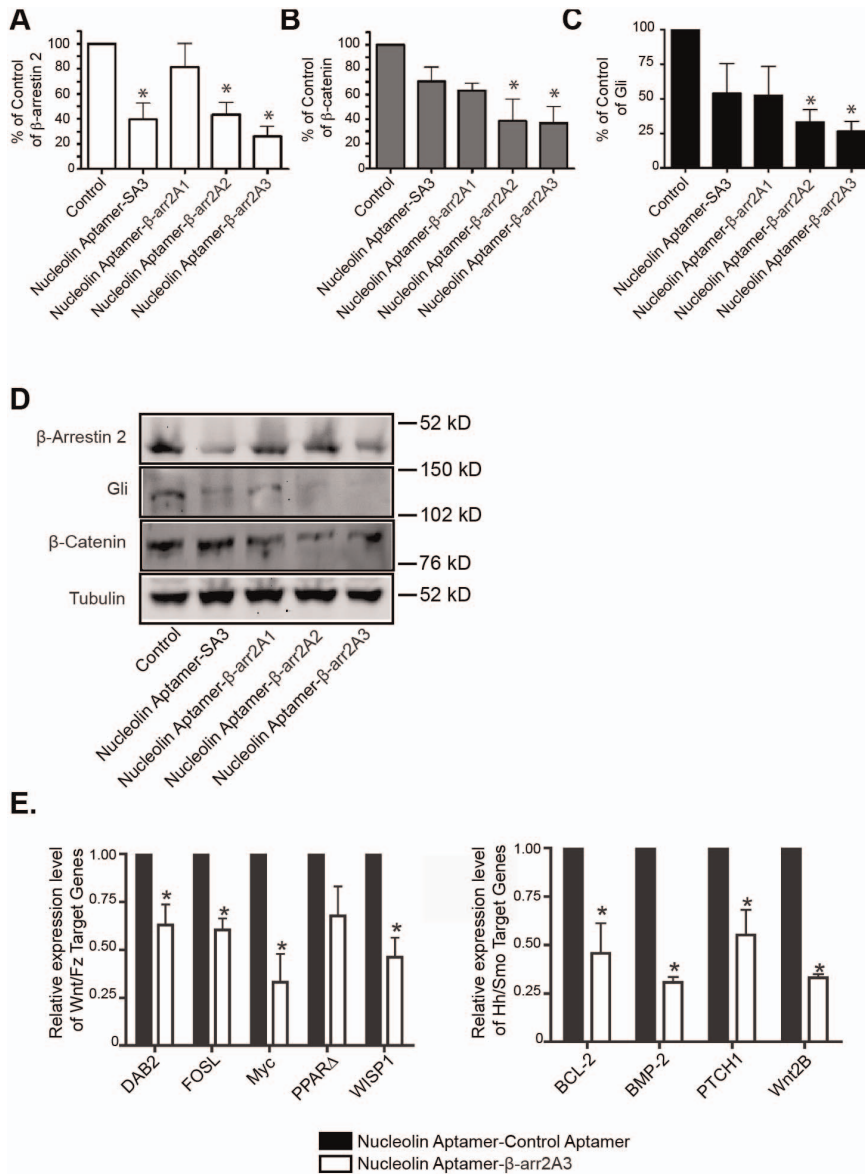 A
% of Control
of β-arrestin 2
100
80
60
40
20
0
*
*
*
Control
Nucleolin Aptamer-SA3
Nucleolin Aptamer-β-arr2A1
Nucleolin Aptamer-β-arr2A2
Nucleolin Aptamer-β-arr2A3
B
% of Control
of β-catenin
100
80
60
40
20
0
*
*
Control
Nucleolin Aptamer-SA3
Nucleolin Aptamer-β-arr2A1
Nucleolin Aptamer-β-arr2A2
Nucleolin Aptamer-β-arr2A3
C
% of Control
of Gli
100
75
50
25
0
*
*
Control
Nucleolin Aptamer-SA3
Nucleolin Aptamer-β-arr2A1
Nucleolin Aptamer-β-arr2A2
Nucleolin Aptamer-β-arr2A3
D
β-Arrestin 2
52 kD
Gli
150 kD
102 kD
β-Catenin
76 kD
Tubulin
52 kD
Control
Nucleolin Aptamer-SA3
Nucleolin Aptamer-β-arr2A1
Nucleolin Aptamer-β-arr2A2
Nucleolin Aptamer-β-arr2A3
E.
Relative expression level
of Wnt/Fz Target Genes
1.00
0.75
0.50
0.25
0
*
*
*
*
DAB2
FOSL
Myc
PPARΔ
WISP1
Relative expression level
of Hh/Smo Target Genes
1.00
0.75
0.50
0.25
0
*
*
*
*
BCL-2
BMP-2
PTCH1
Wnt2B
Nucleolin Aptamer-Control Aptamer
Nucleolin Aptamer-β-arr2A3